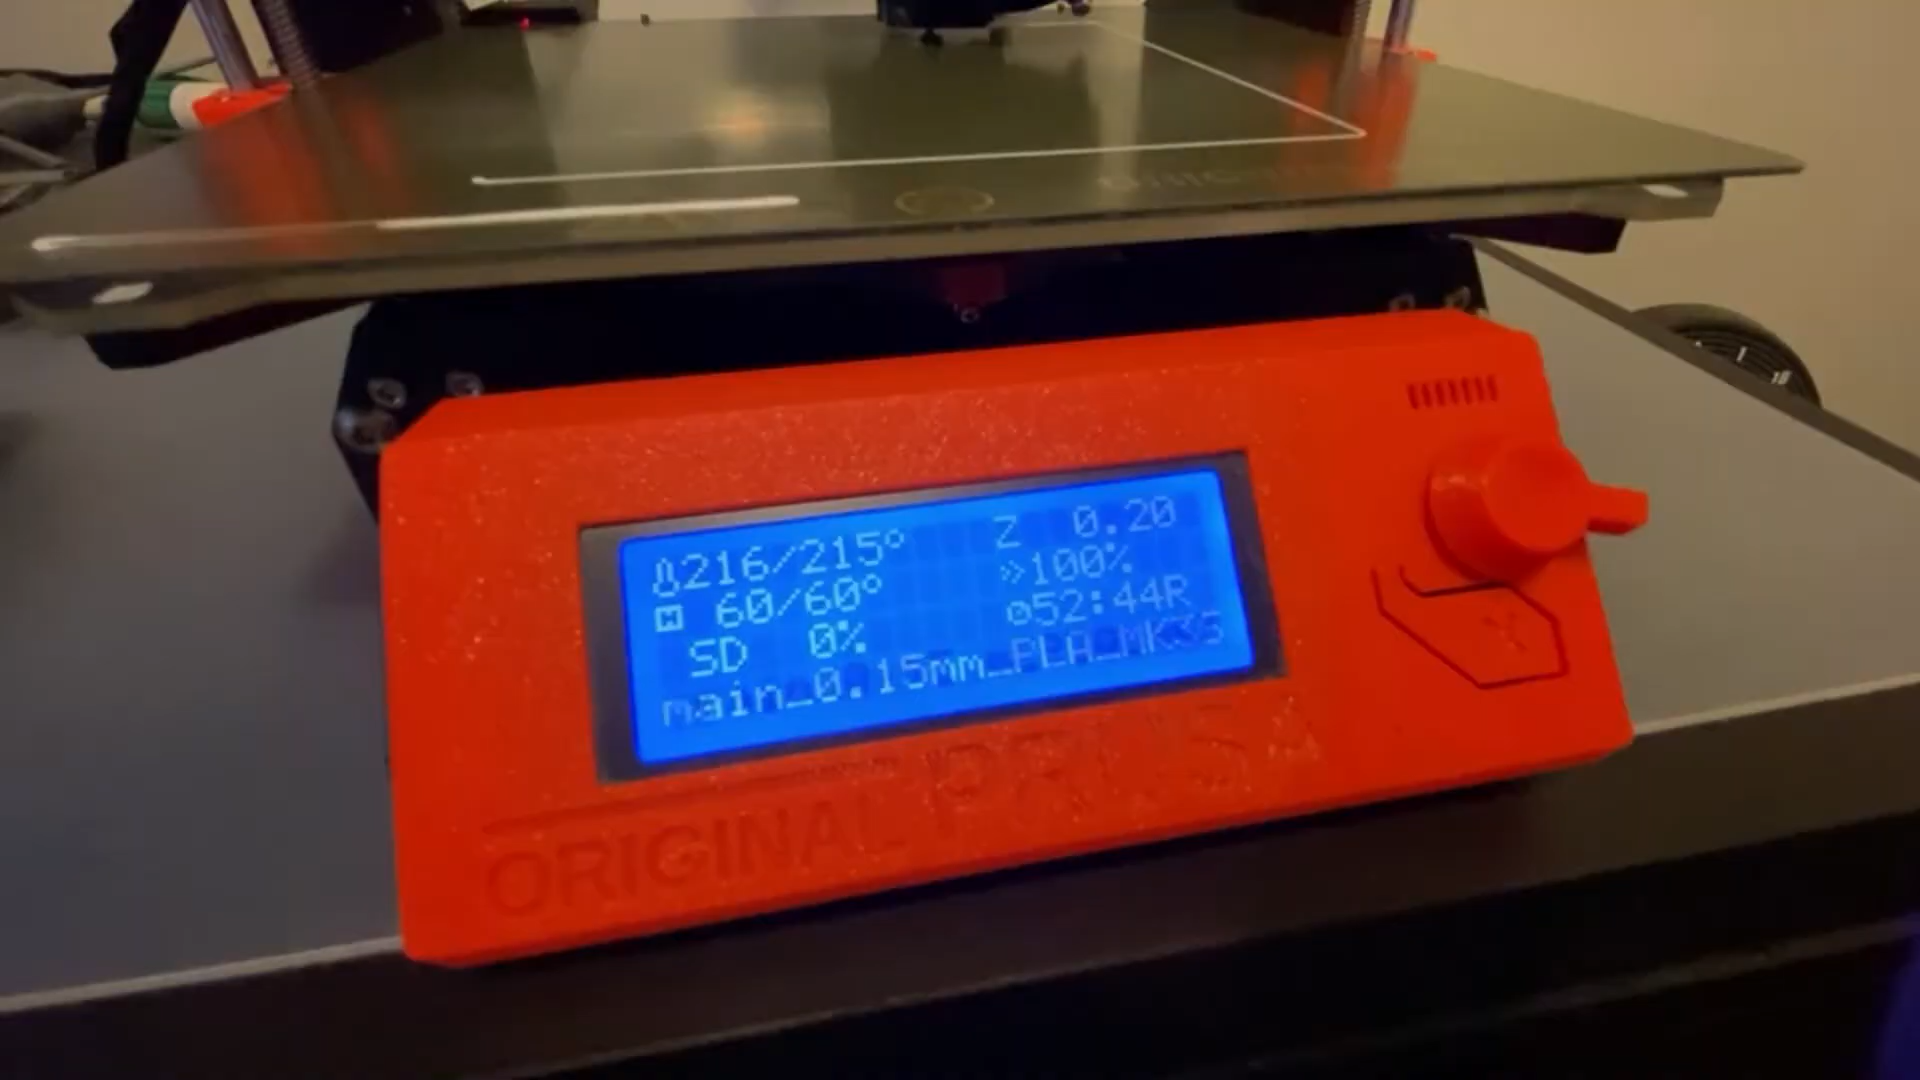 216/215° Z 0.20
60/60° 100%
SD 0% 52:44R
main_0.15mm_PLA_MK3S
ORIGINAL PRUSA